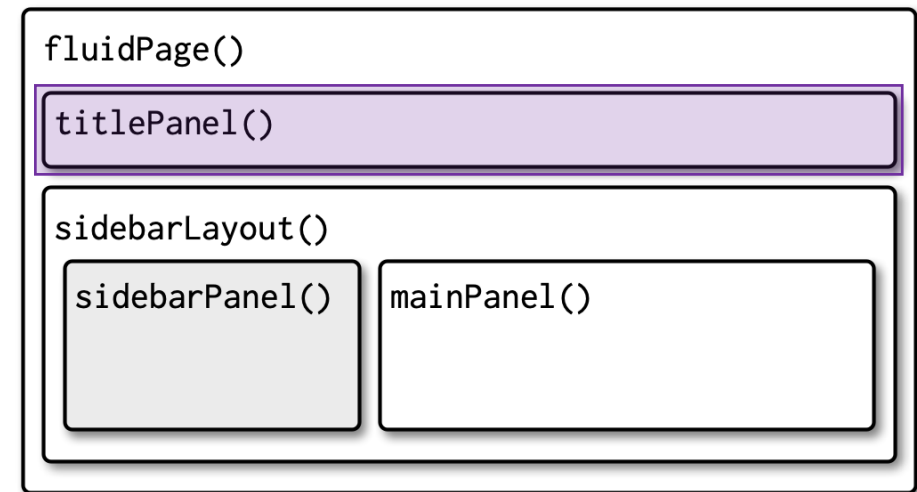 fluidPage()
titlePanel()
sidebarLayout()
sidebarPanel()
mainPanel()